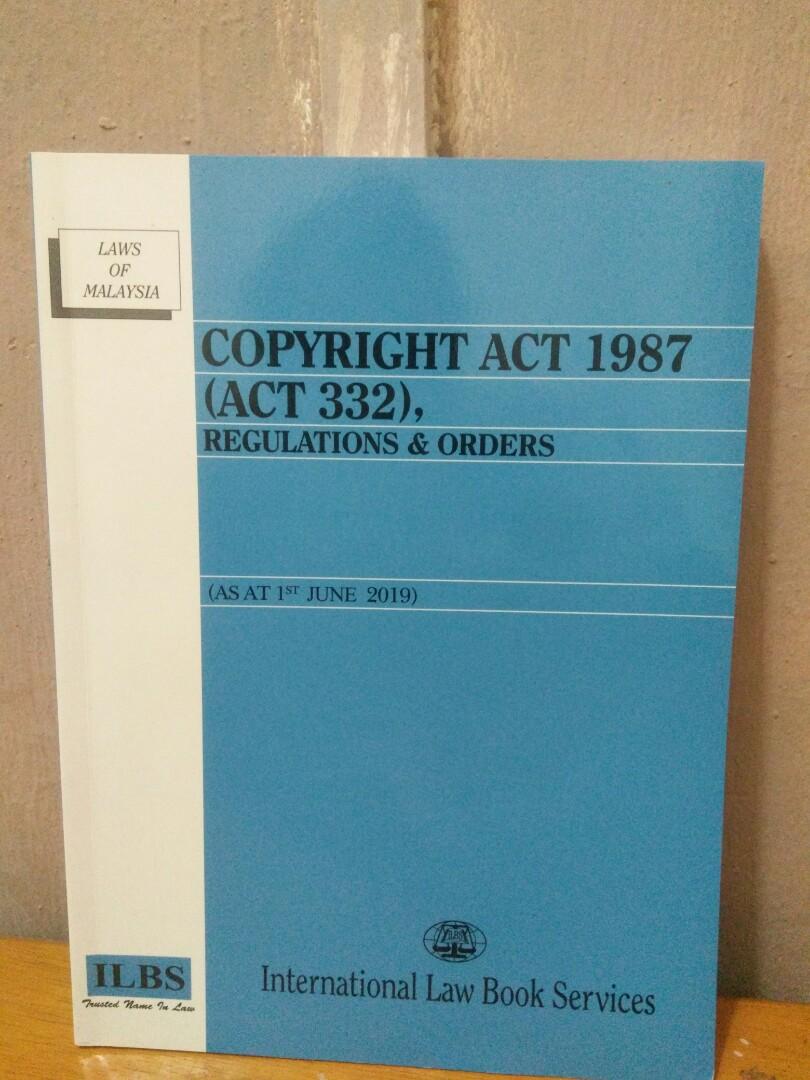 LAWS
OF
MALAYSIA
COPYRIGHT ACT 1987
(ACT 332),
REGULATIONS & ORDERS
(AS AT 1ST JUNE 2019)
ILBS
International Law Book Services
ILBS
Trusted Name In Law